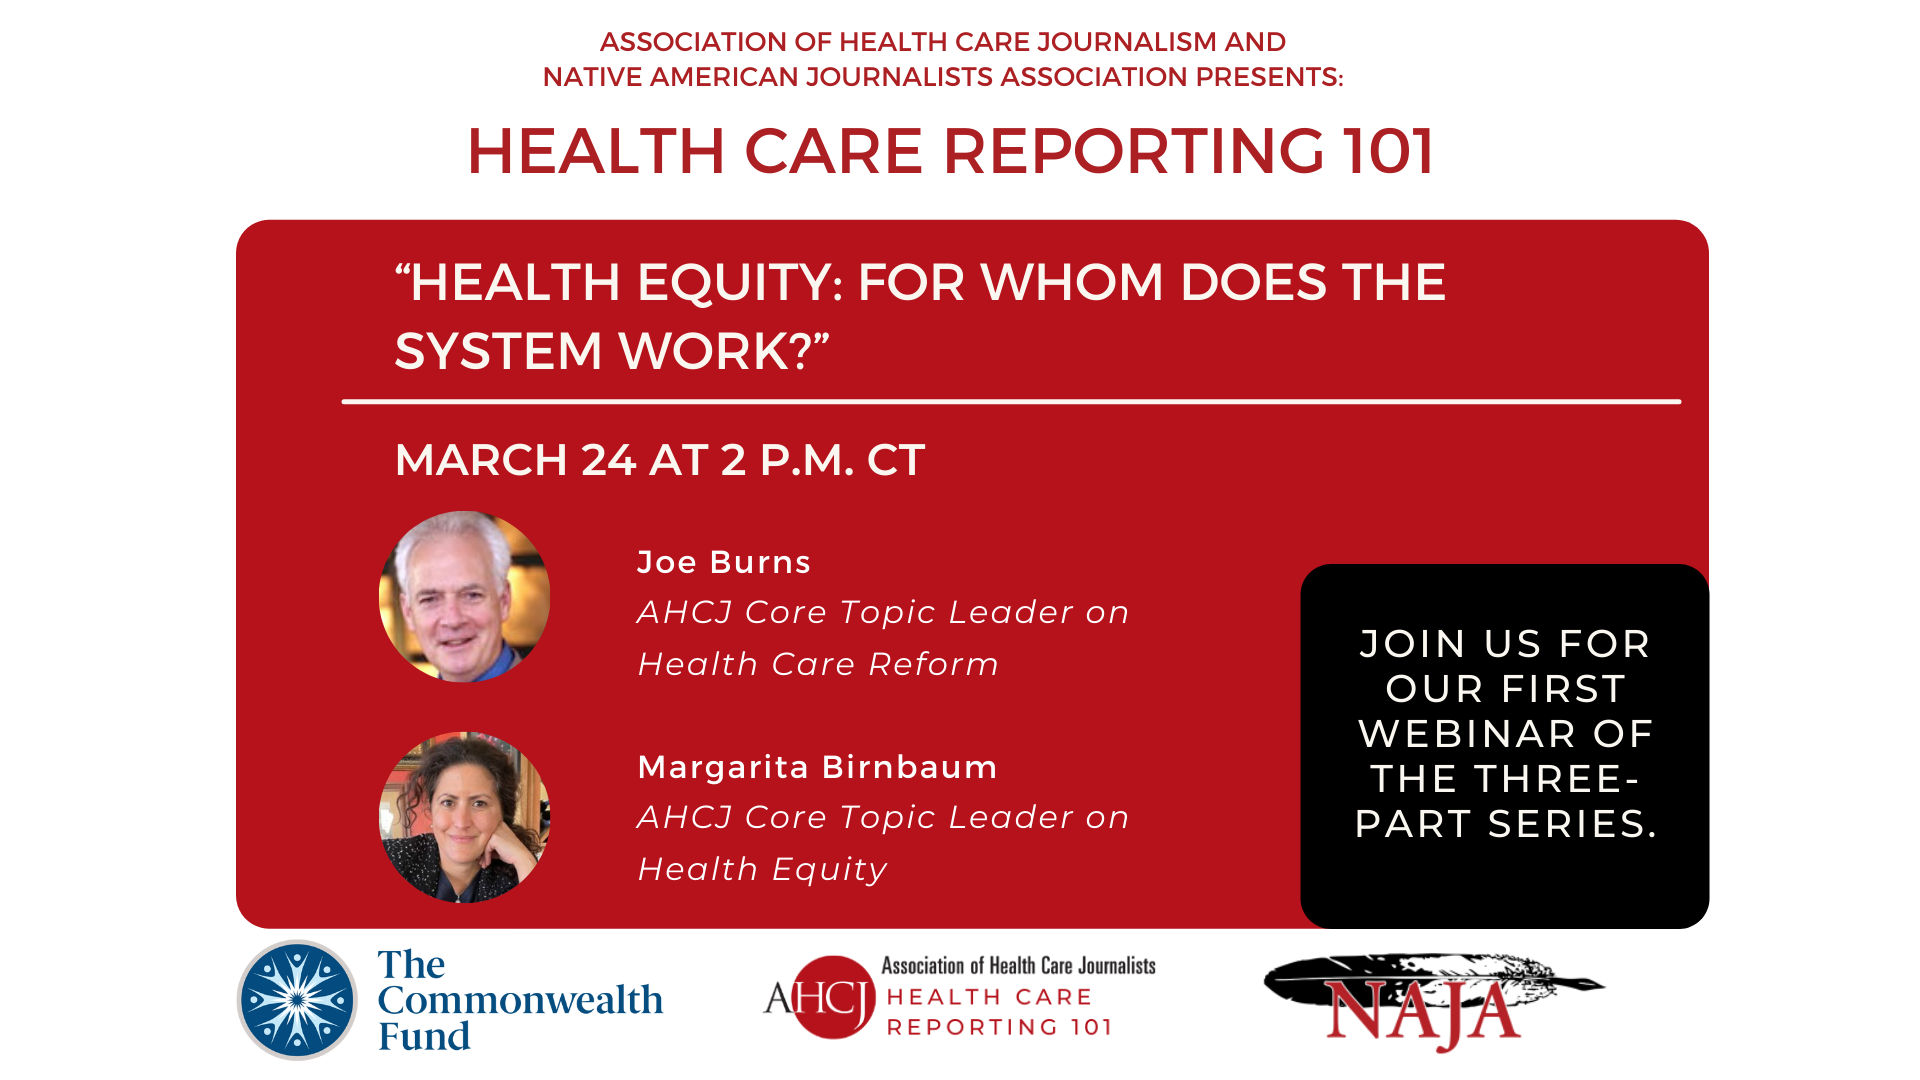 ASSOCIATION OF HEALTH CARE JOURNALISM AND
NATIVE AMERICAN JOURNALISTS ASSOCIATION PRESENTS:
HEALTH CARE REPORTING 101
“HEALTH EQUITY: FOR WHOM DOES THE
SYSTEM WORK?”
MARCH 24 AT 2 P.M. CT
Joe Burns
AHCJ Core Topic Leader on
Health Care Reform
Margarita Birnbaum
AHCJ Core Topic Leader on
Health Equity
JOIN US FOR
OUR FIRST
WEBINAR OF
THE THREE-
PART SERIES.
The
Commonwealth
Fund
AHCJ
Association of Health Care Journalists
HEALTH CARE
REPORTING 101
NAJA